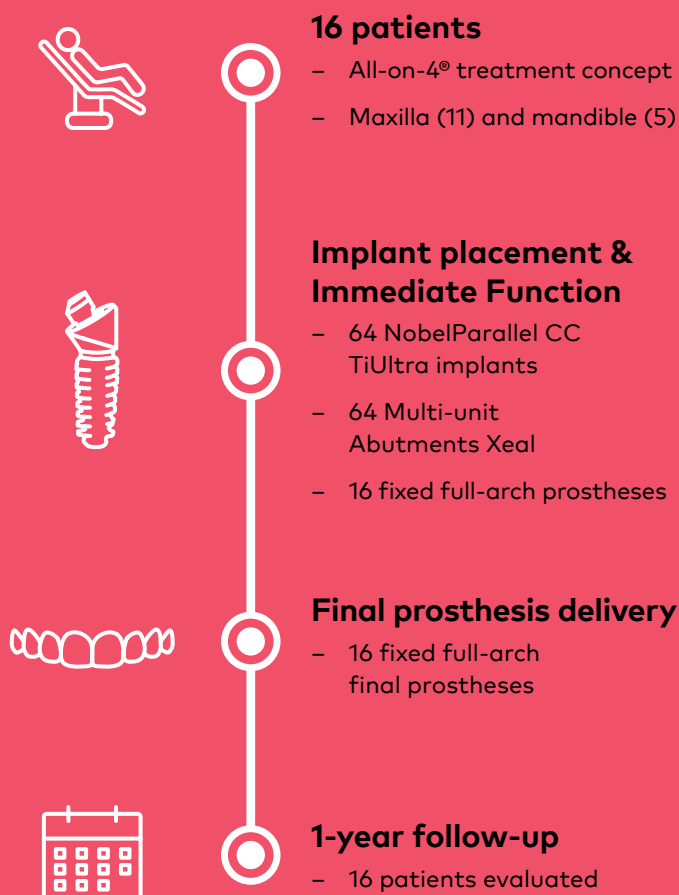 16 patients
– All-on-4® treatment concept
– Maxilla (11) and mandible (5)
Implant placement &
Immediate Function
– 64 NobelParallel CC
TiUltra implants
– 64 Multi-unit
Abutments Xeal
– 16 fixed full-arch prostheses
Final prosthesis delivery
– 16 fixed full-arch
final prostheses
1-year follow-up
– 16 patients evaluated